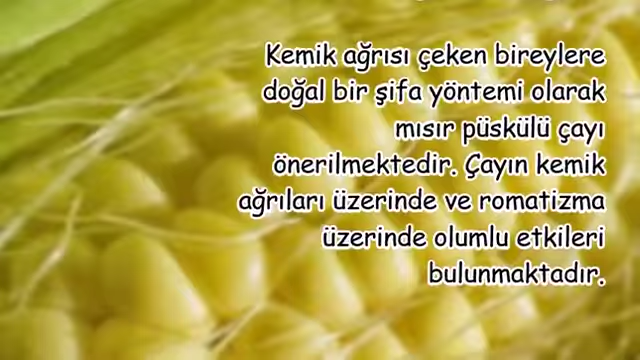 Kemik ağrısı çeken bireylere
doğal bir şifa yöntemi olarak
mısır püskülü çayı
önerilmektedir. Çayın kemik
ağrıları üzerinde ve romatizma
üzerinde olumlu etkileri
bulunmaktadır.